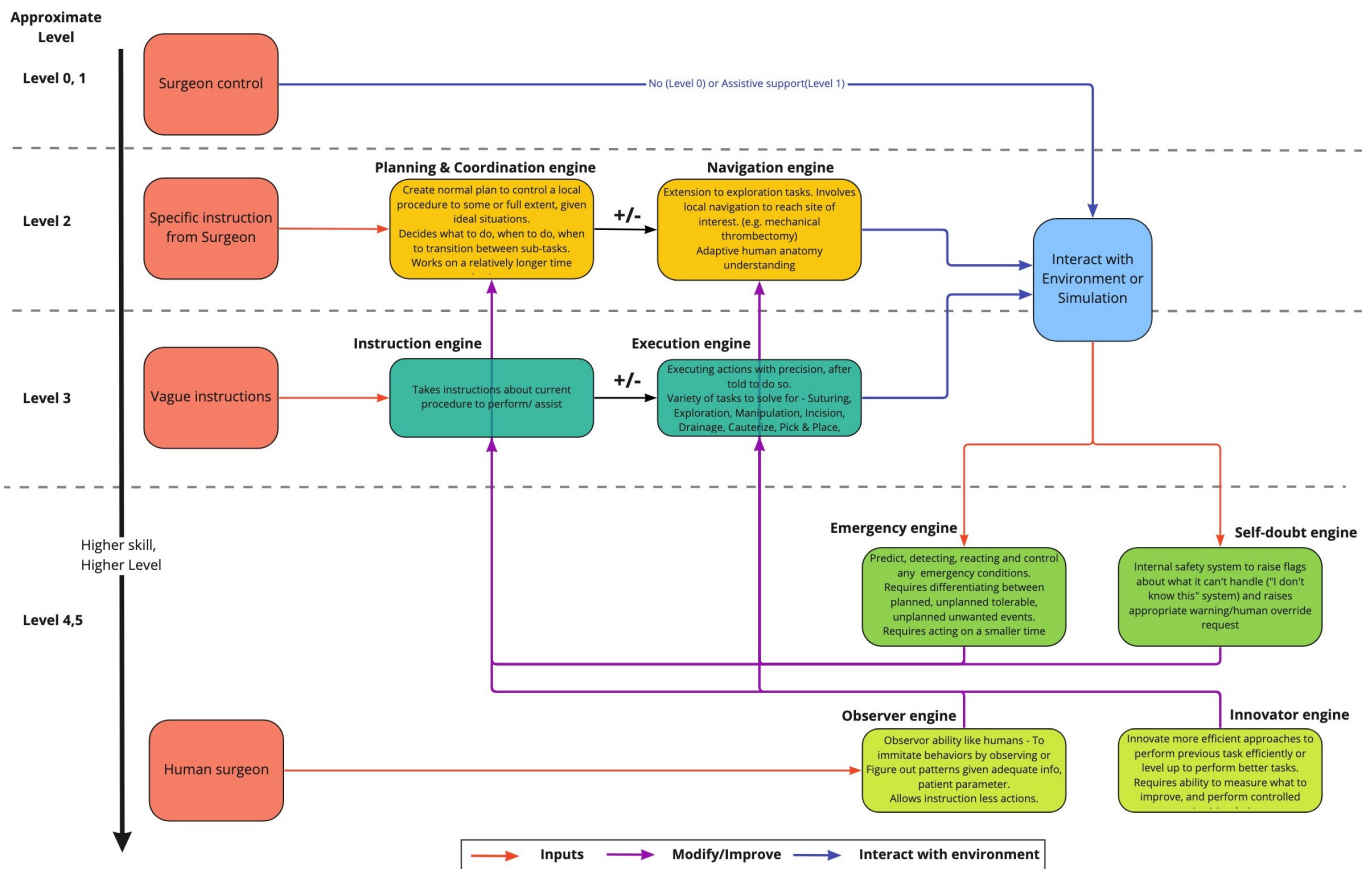 Approximate
Level
Level 0, 1
Surgeon control
No (Level 0) or Assistive support(Level 1)
Planning & Coordination engine
Navigation engine
Level 2
Specific instruction
from Surgeon
Create normal plan to control a local
procedure to some or full extent, given
ideal situations.
Decides what to do, when to do, when
to transition between sub-tasks.
Works on a relatively longer time
+/-
Extension to exploration tasks. Involves
local navigation to reach site of
interest. (e.g. mechanical
thrombectomy)
Adaptive human anatomy
understanding
Interact with
Environment or
Simulation
Instruction engine
Execution engine
Level 3
Vague instructions
Takes instructions about current
procedure to perform/ assist
+/-
Executing actions with precision, after
told to do so.
Variety of tasks to solve for - Suturing,
Exploration, Manipulation, Incision,
Drainage, Cauterize, Pick & Place,
Higher skill,
Higher Level
Emergency engine
Self-doubt engine
Level 4,5
Predict, detecting, reacting and control
any emergency conditions.
Requires differentiating between
planned, unplanned tolerable,
unplanned unwanted events.
Requires acting on a smaller time
Internal safety system to raise flags
about what it can't handle ("I don't
know this" system) and raises
appropriate warning/human override
request
Observer engine
Innovator engine
Human surgeon
Observor ability like humans - To
immitate behaviors by observing or
Figure out patterns given adequate info,
patient parameter.
Allows instruction less actions.
Innovate more efficient approaches to
perform previous task efficiently or
level up to perform better tasks.
Requires ability to measure what to
improve, and perform controlled
Inputs
Modify/Improve
Interact with environment